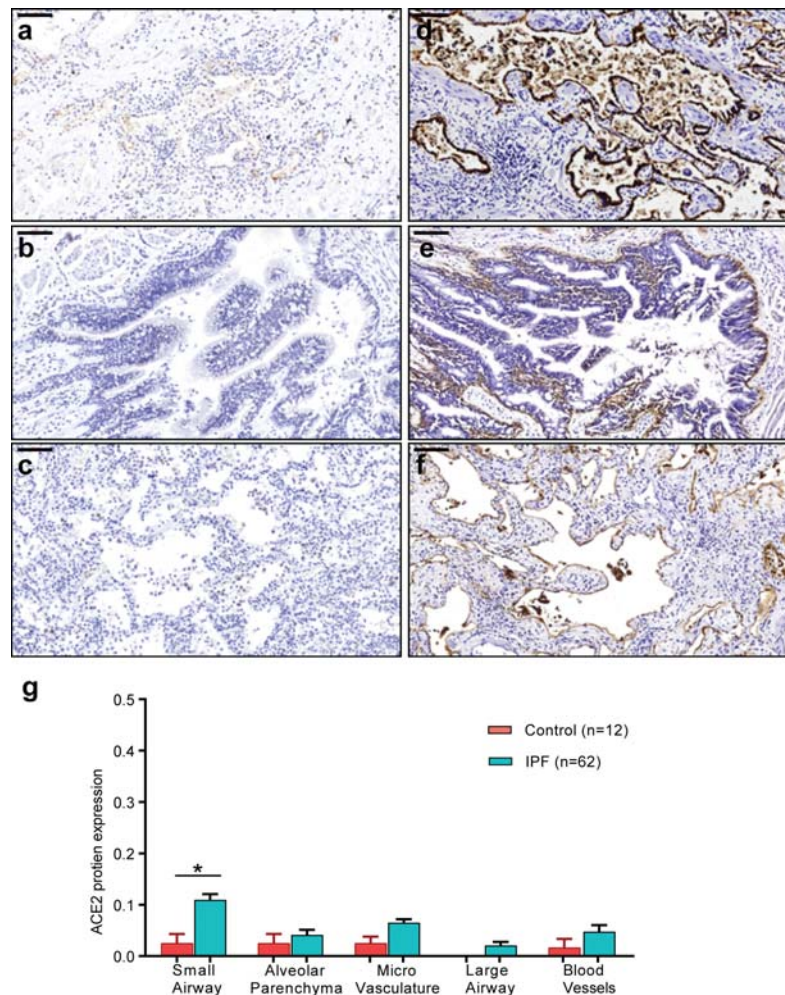 a
d
b
e
c
f
g
0.5
0.4
0.3
0.2
0.1
0.0
ACE2 protien expression
Control (n=12)
IPF (n=62)
*
Small
Airway
Alveolar
Parenchyma
Micro
Vasculature
Large
Airway
Blood
Vessels